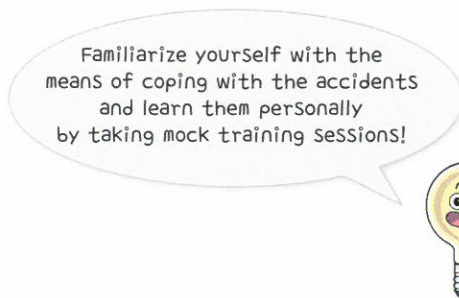 Familiarize yourself with the
means of coping with the accidents
and learn them personally
by taking mock training sessions!